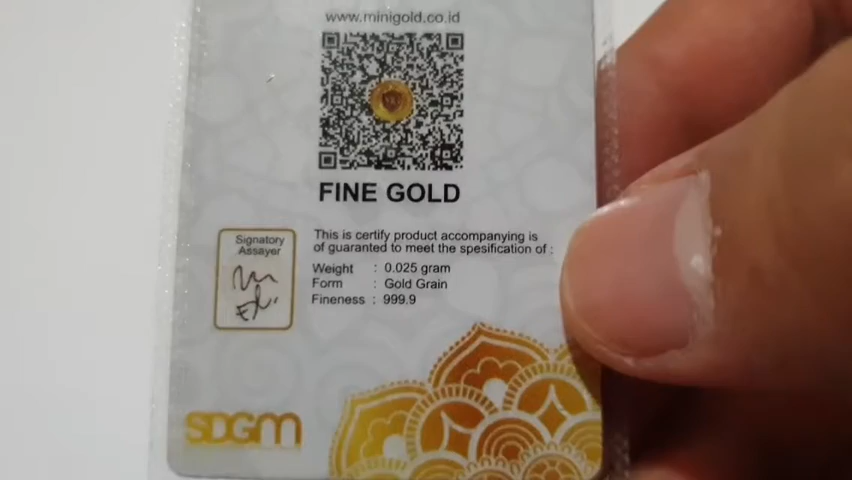 www.minigold.co.id
FINE GOLD
Signatory
Assayer
This is certify product accompanying is
of guaranted to meet the spesification of :
Weight : 0.025 gram
Form : Gold Grain
Fineness : 999.9
SDGM